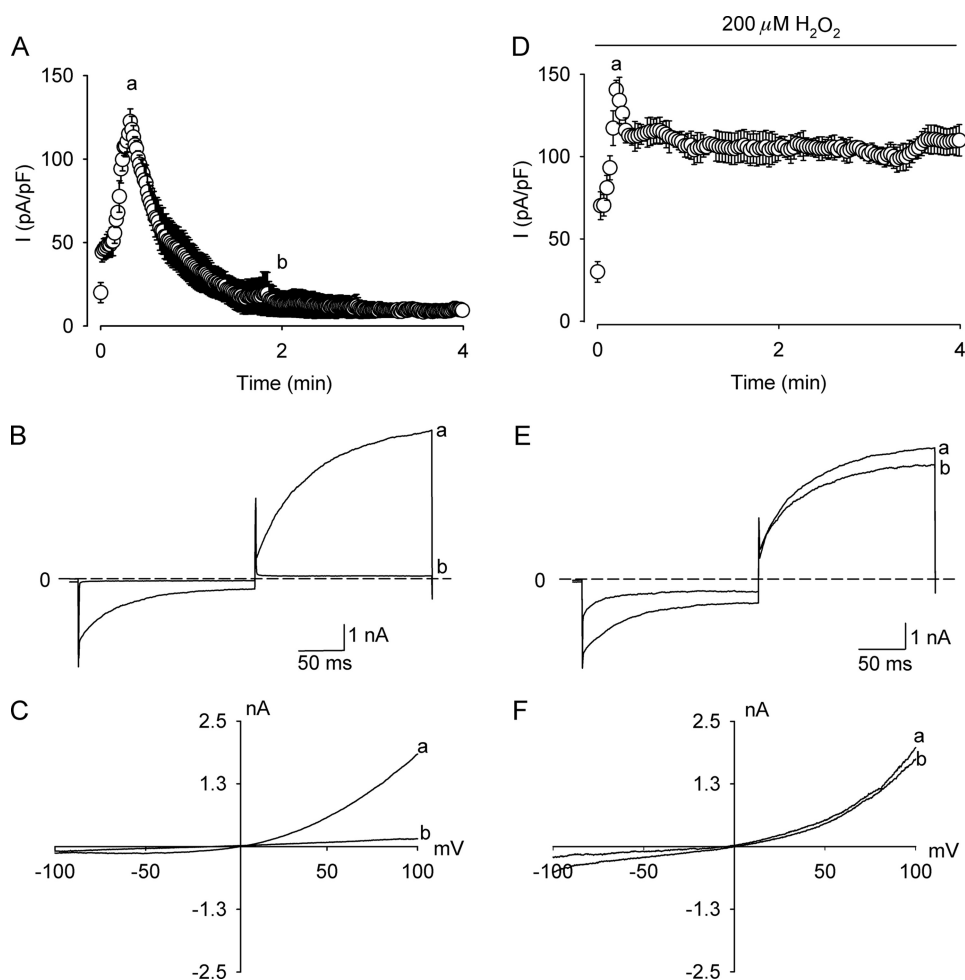 A
a
b
150
100
50
0
I (pA/pF)
0
2
4
Time (min)
D
200 μM H₂O₂
a
150
100
50
0
I (pA/pF)
0
2
4
Time (min)
B
a
b
0
1 nA
50 ms
E
a
b
0
1 nA
50 ms
C
nA
2.5
1.3
-1.3
-2.5
a
b
mV
-100
-50
50
100
F
nA
2.5
1.3
-1.3
-2.5
a
b
mV
-100
-50
0
50
100